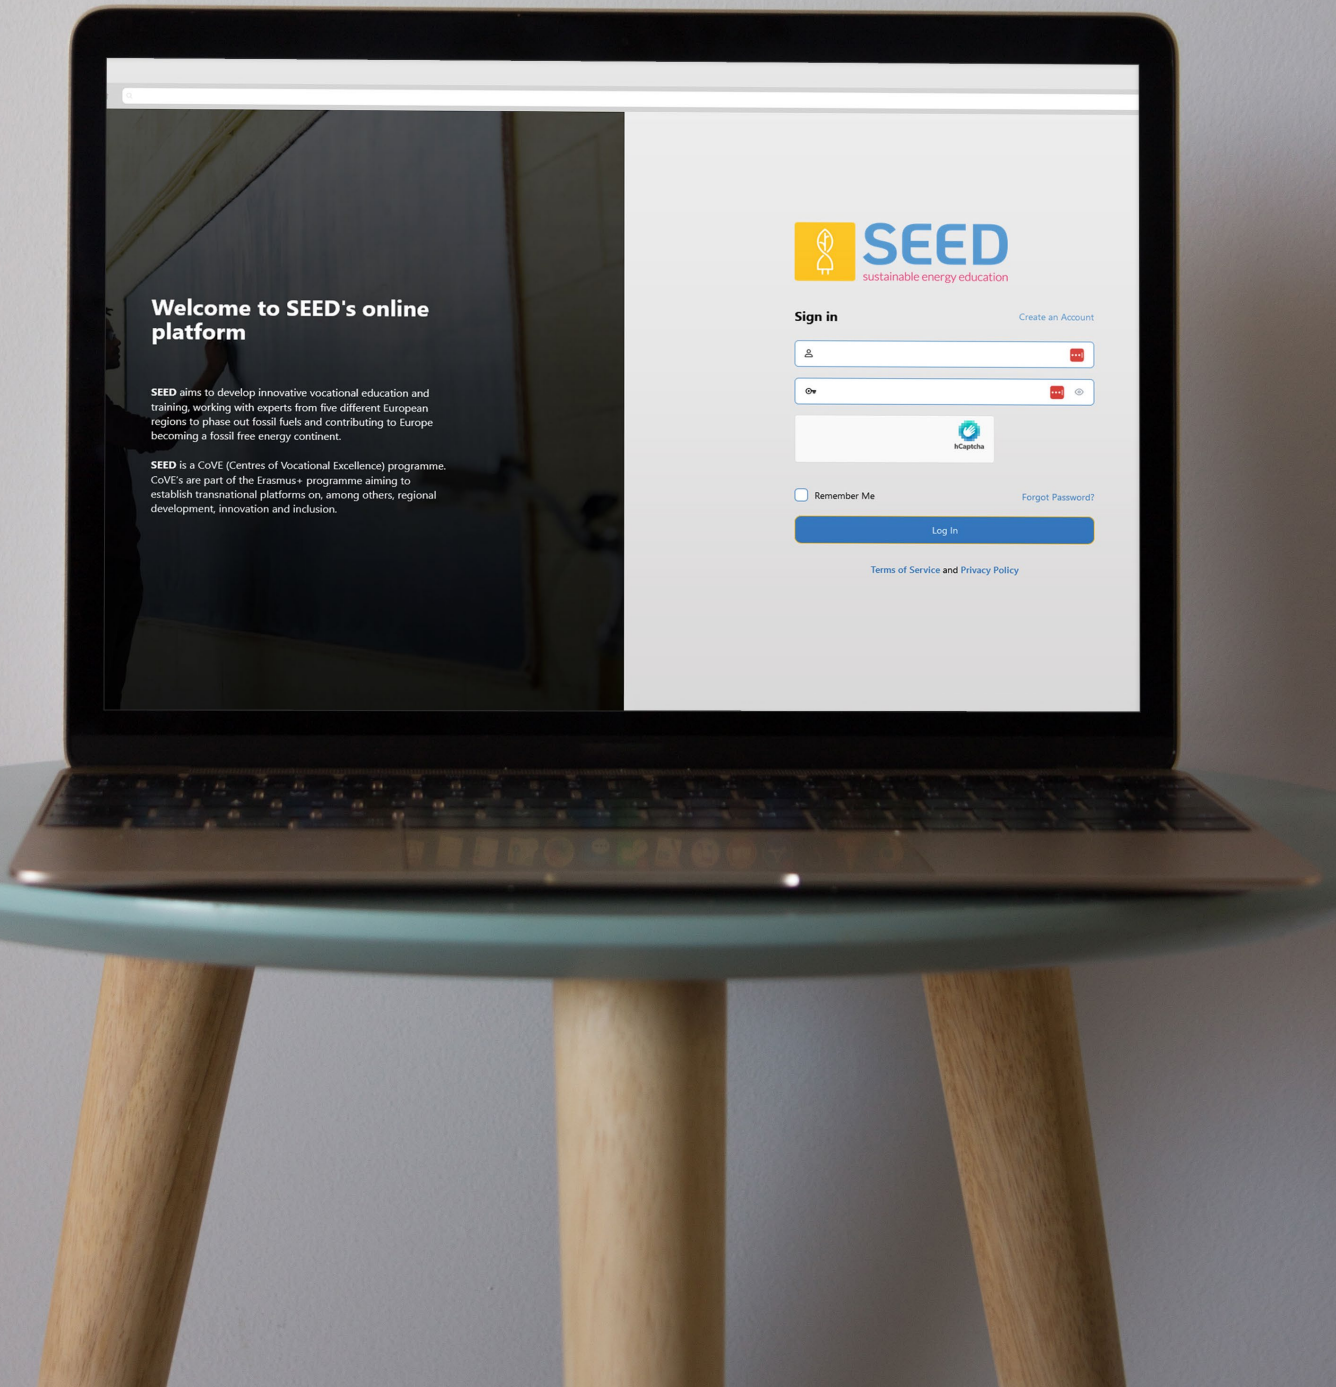 Welcome to SEED's online
platform
SEED aims to develop innovative vocational education and
training, working with experts from five different European
regions to phase out fossil fuels and contributing to Europe
becoming a fossil free energy continent.
SEED is a CoVE (Centres of Vocational Excellence) programme.
CoVE's are part of the Erasmus+ programme aiming to
establish transnational platforms on, among others, regional
development, innovation and inclusion.
SEED
sustainable energy education
Sign in
Create an Account
hCaptcha
Remember Me
Forgot Password?
Log In
Terms of Service and Privacy Policy